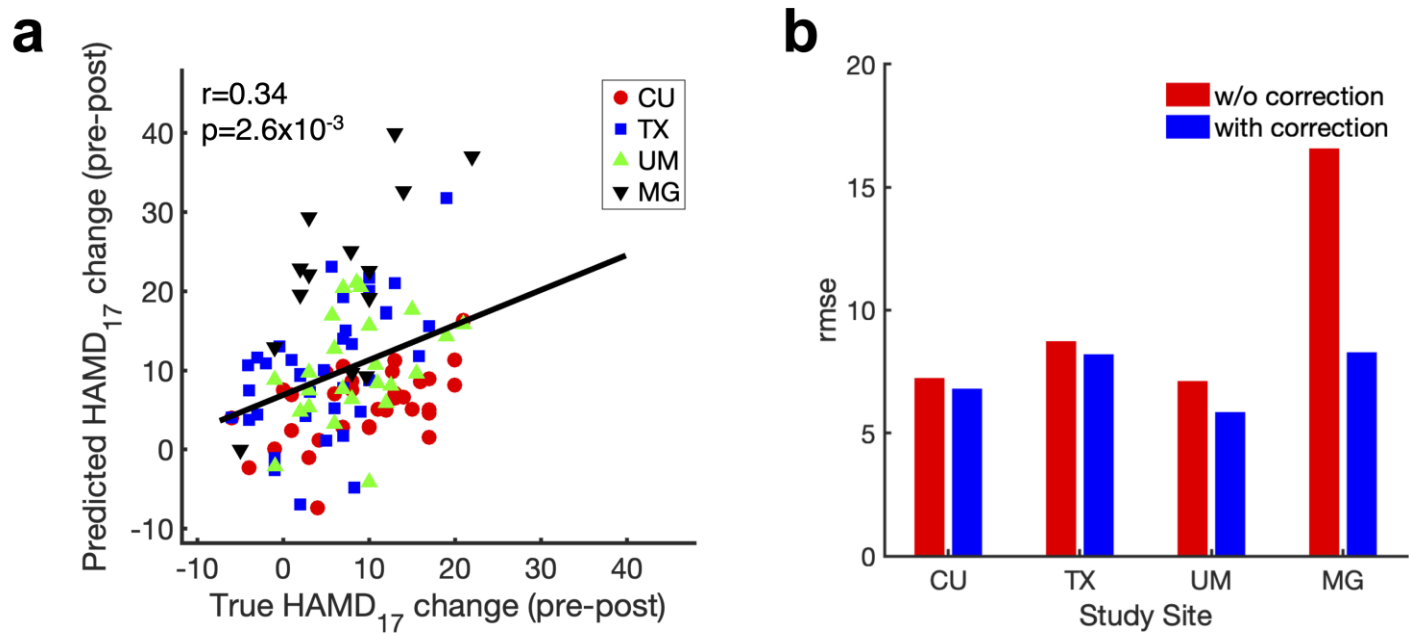 a
Predicted HAMD17 change (pre-post)
r=0.34
p=2.6x10-3
CU
TX
UM
MG
40
30
20
10
0
-10
-10 0 10 20 30 40
True HAMD17 change (pre-post)
b
rmse
20
15
10
5
0
w/o correction
with correction
CU TX UM MG
Study Site